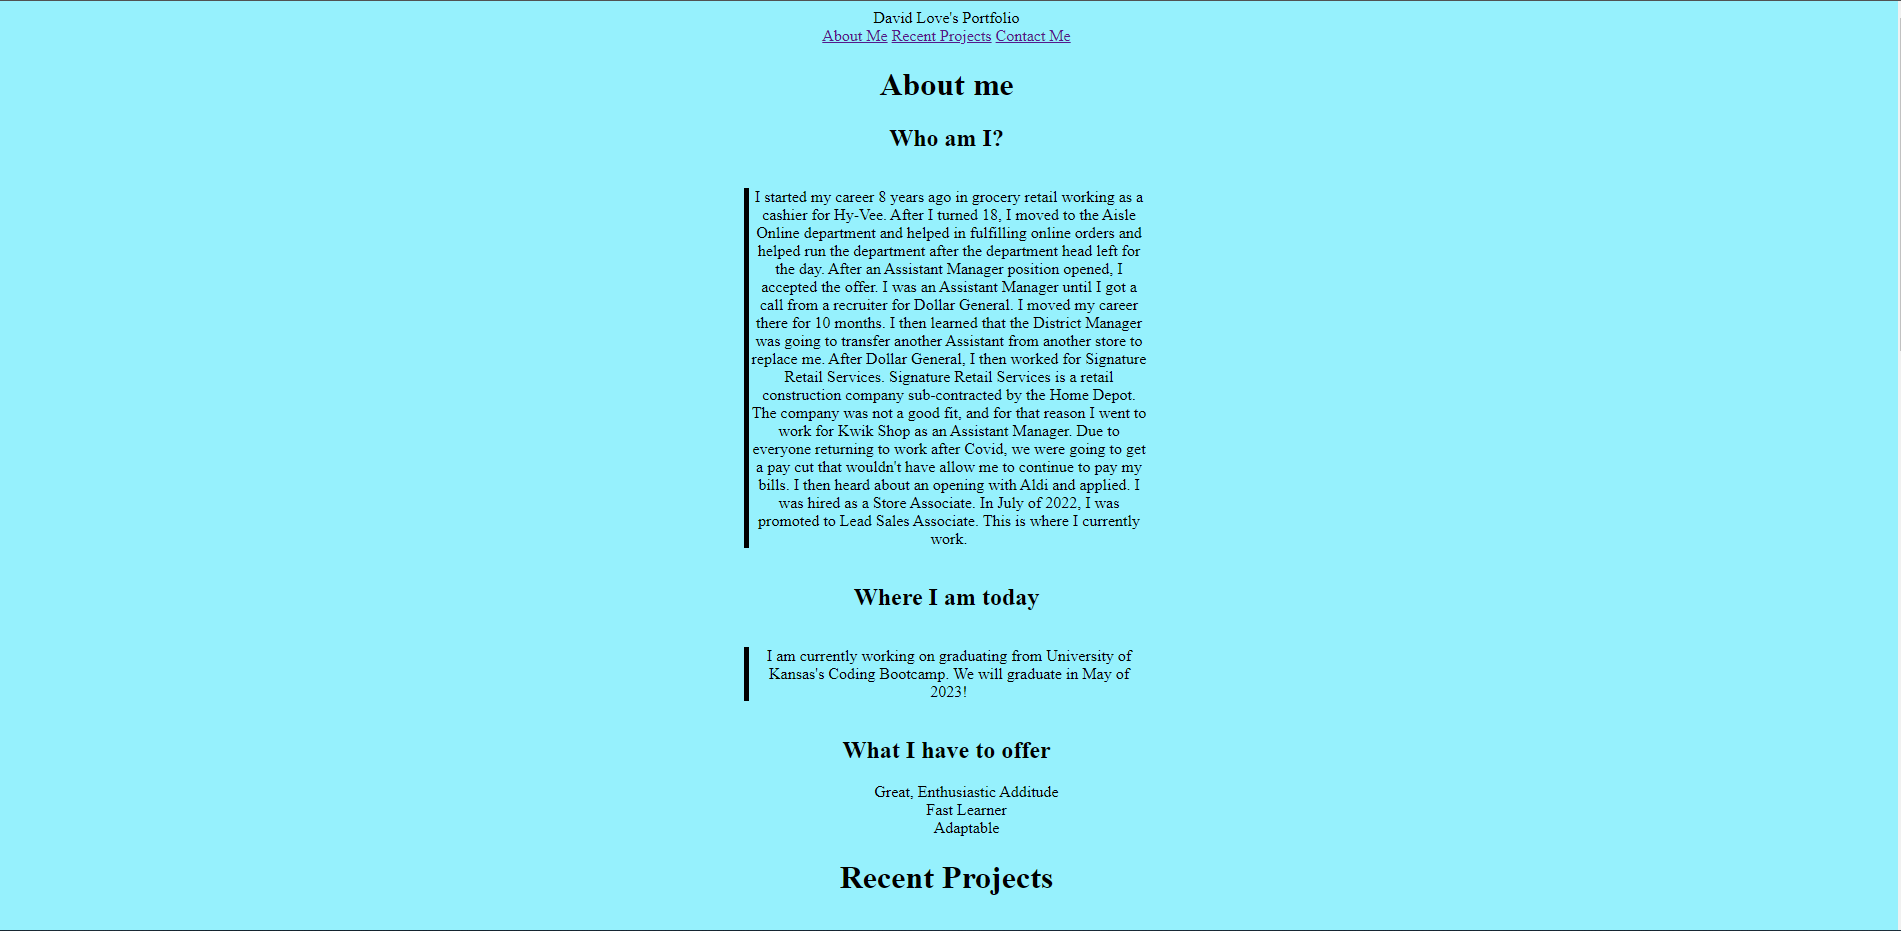 David Love's Portfolio
About Me Recent Projects Contact Me
About me
Who am I?
I started my career 8 years ago in grocery retail working as a
cashier for Hy-Vee. After I turned 18, I moved to the Aisle
Online department and helped in fulfilling online orders and
helped run the department after the department head left for
the day. After an Assistant Manager position opened, I
accepted the offer. I was an Assistant Manager until I got a
call from a recruiter for Dollar General. I moved my career
there for 10 months. I then learned that the District Manager
was going to transfer another Assistant from another store to
replace me. After Dollar General, I then worked for Signature
Retail Services. Signature Retail Services is a retail
construction company sub-contracted by the Home Depot.
The company was not a good fit, and for that reason I went to
work for Kwik Shop as an Assistant Manager. Due to
everyone returning to work after Covid, we were going to get
a pay cut that wouldn't have allow me to continue to pay my
bills. I then heard about an opening with Aldi and applied. I
was hired as a Store Associate. In July of 2022, I was
promoted to Lead Sales Associate. This is where I currently
work.
Where I am today
I am currently working on graduating from University of
Kansas's Coding Bootcamp. We will graduate in May of
2023!
What I have to offer
Great, Enthusiastic Additude
Fast Learner
Adaptable
Recent Projects